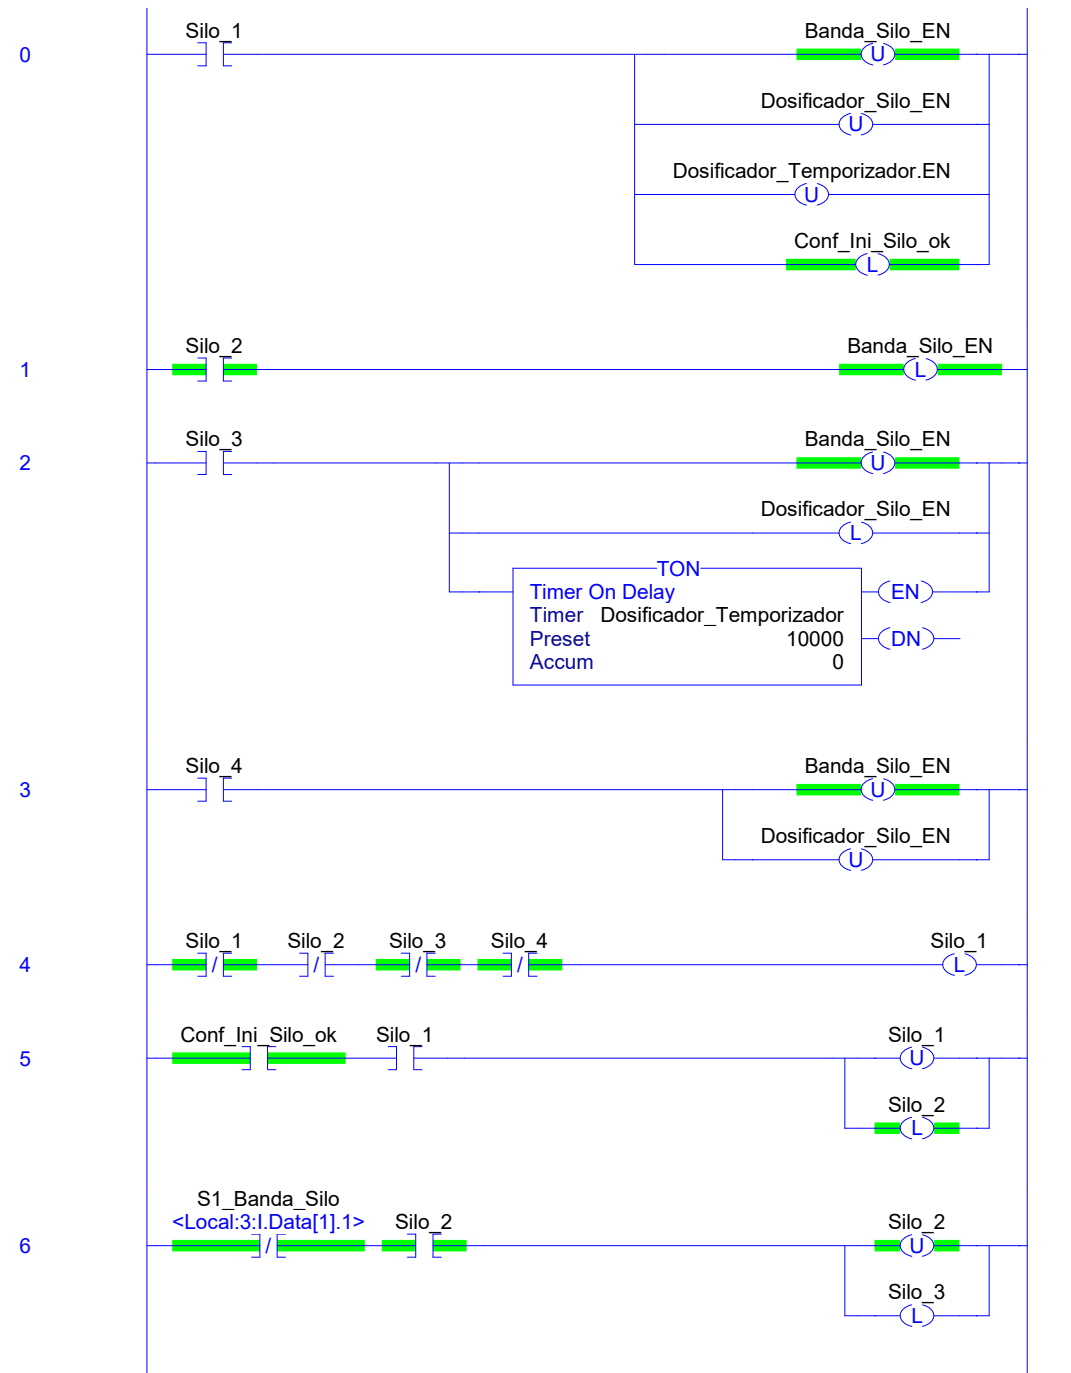 0
Silo_1
Banda_Silo_EN
U
Dosificador_Silo_EN
U
Dosificador_Temporizador.EN
U
Conf_Ini_Silo_ok
L
1
Silo_2
Banda_Silo_EN
L
2
Silo_3
Banda_Silo_EN
U
Dosificador_Silo_EN
L
TON
Timer On Delay
EN
Timer Dosificador_Temporizador
Preset 10000
DN
Accum 0
3
Silo_4
Banda_Silo_EN
U
Dosificador_Silo_EN
U
4
Silo_1 Silo_2 Silo_3 Silo_4 Silo_1
L
5
Conf_Ini_Silo_ok Silo_1 Silo_1
U
Silo_2
L
6
S1_Banda_Silo
<Local:3:I.Data[1].1> Silo_2 Silo_2
U
Silo_3
L